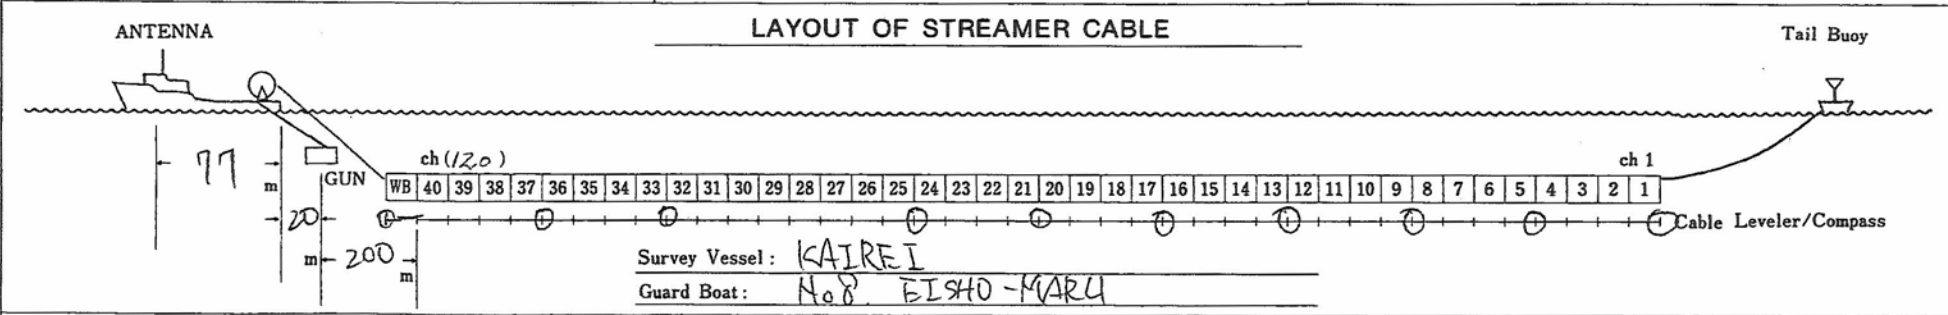 LAYOUT OF STREAMER CABLE
ANTENNA
Tail Buoy
77 m
ch (120)
ch 1
GUN
WB 40 39 38 37 36 35 34 33 32 31 30 29 28 27 26 25 24 23 22 21 20 19 18 17 16 15 14 13 12 11 10 9 8 7 6 5 4 3 2 1
20 m
Cable Leveler/Compass
200 m
Survey Vessel: KAIREI
Guard Boat: No8. EISHO-MARU